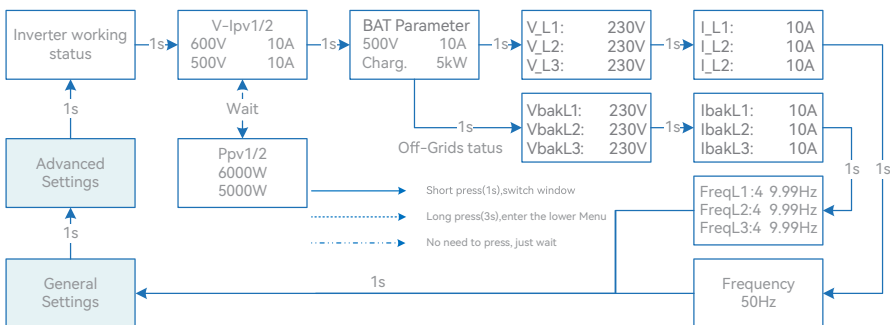 Inverter working
status
1s
V-Ipv1/2
600V 10A
500V 10A
1s
BAT Parameter
500V 10A
Charg. 5kW
1s
V_L1: 230V
V_L2: 230V
V_L3: 230V
1s
I_L1: 10A
I_L2: 10A
I_L2: 10A
1s
Wait
1s
Off-Grids tatus
VbakL1: 230V
VbakL2: 230V
VbakL3: 230V
1s
IbakL1: 10A
IbakL2: 10A
IbakL3: 10A
Advanced
Settings
Ppv1/2
6000W
5000W
1s
1s
Short press(1s),switch window
Long press(3s),enter the lower Menu
No need to press, just wait
FreqL1:4 9.99Hz
FreqL2:4 9.99Hz
FreqL3:4 9.99Hz
1s
General
Settings
1s
Frequency
50Hz